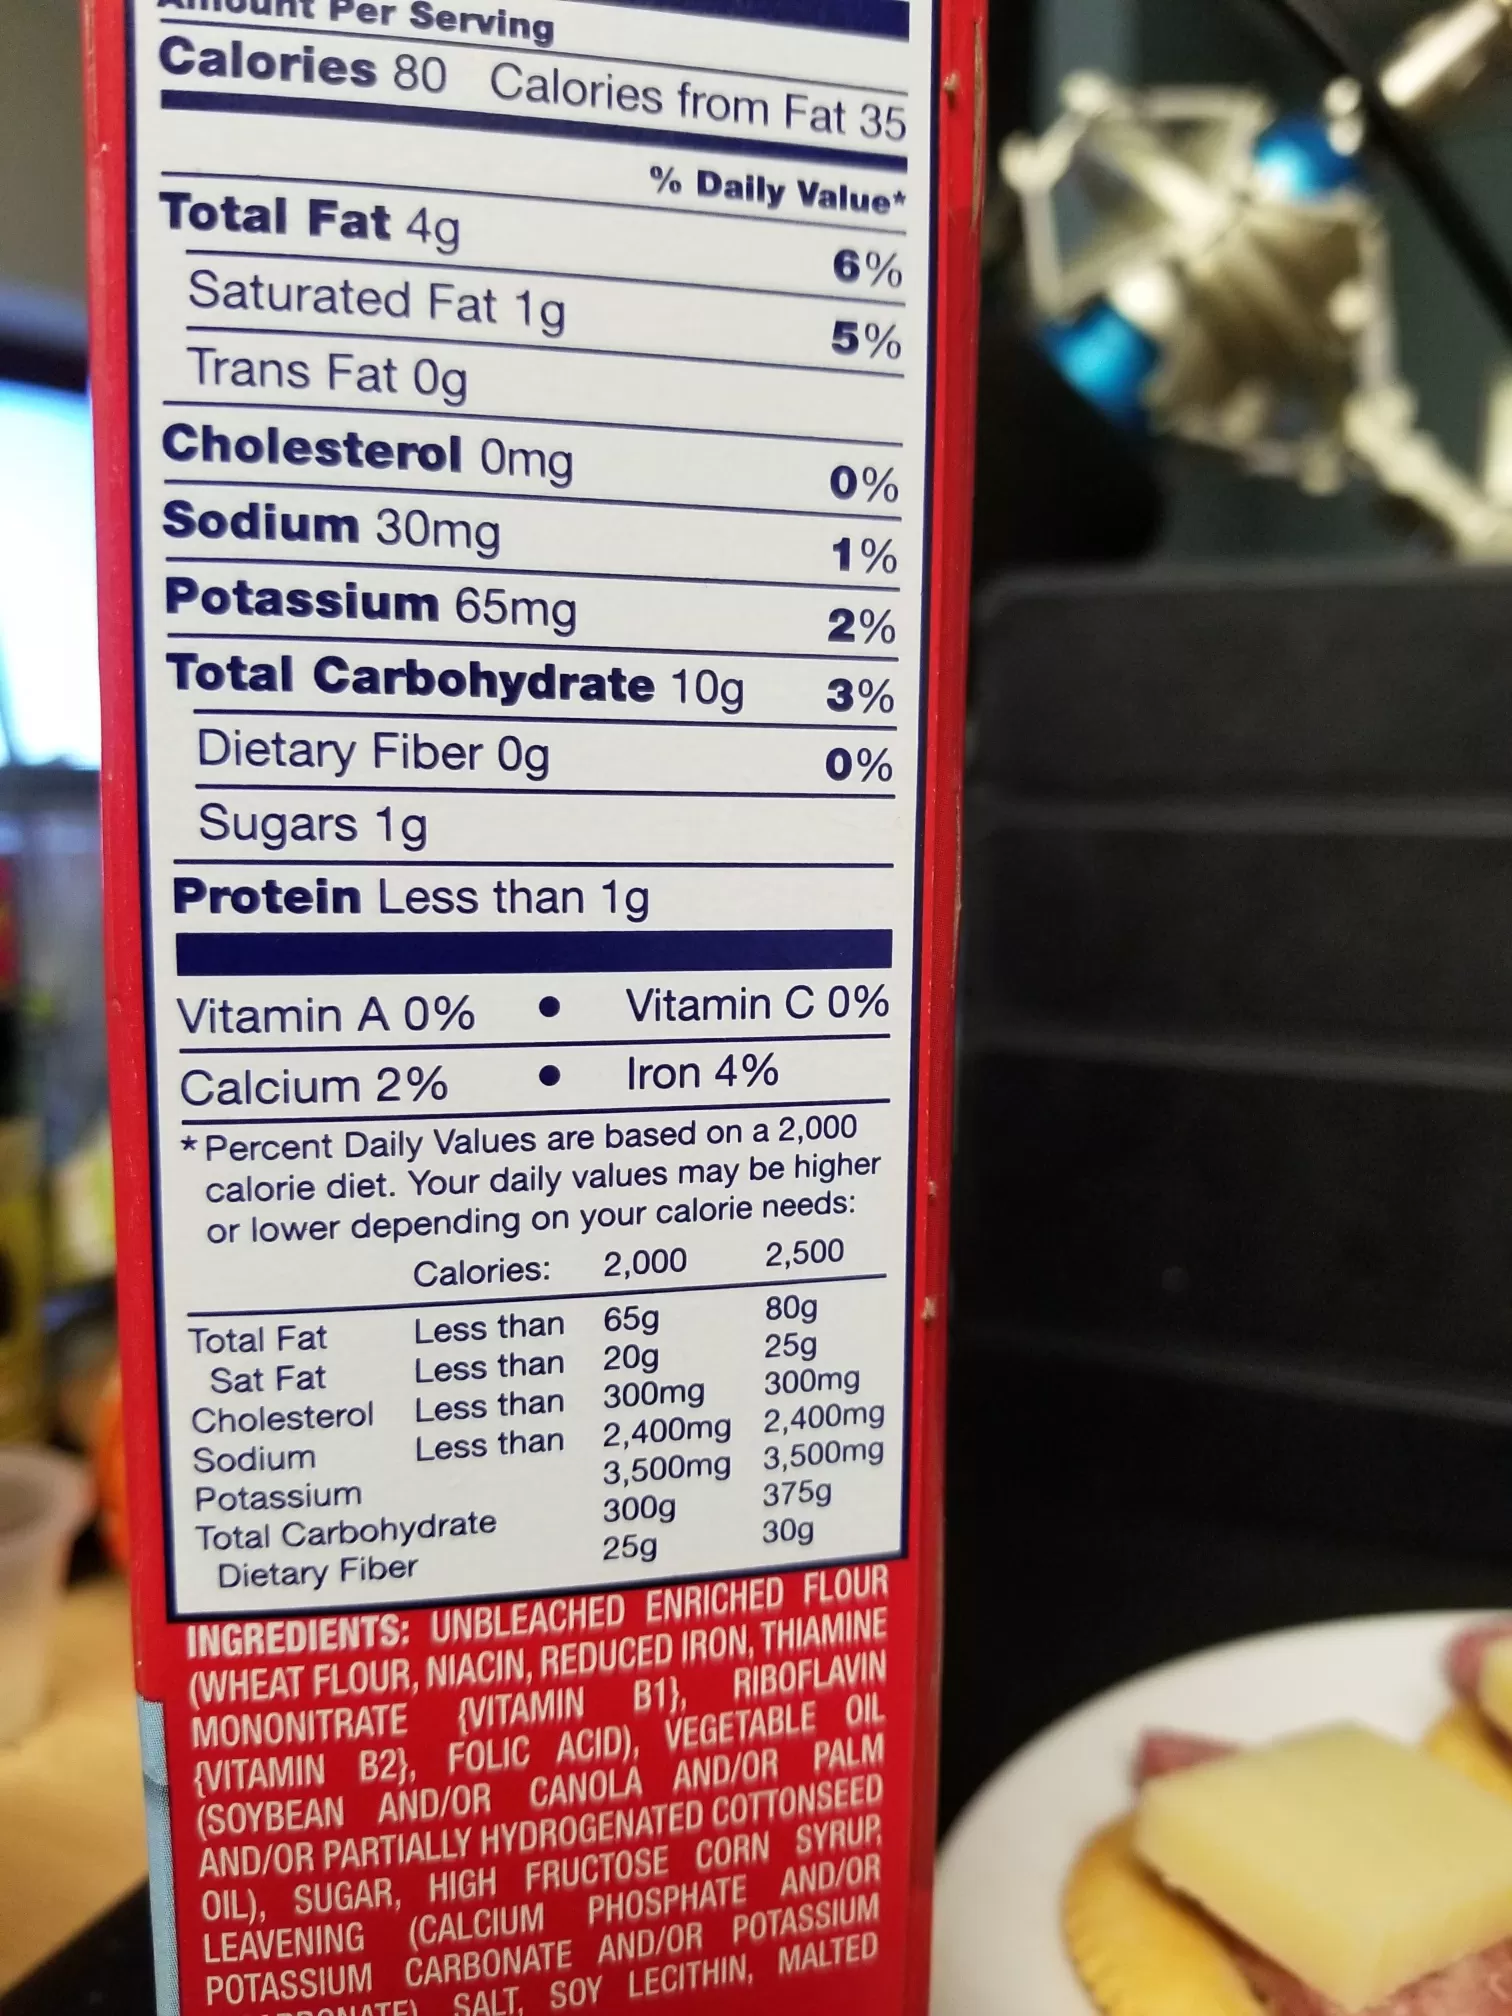 Amount Per Serving
Calories 80 Calories from Fat 35
% Daily Value*
Total Fat 4g 6%
Saturated Fat 1g 5%
Trans Fat 0g
Cholesterol 0mg 0%
Sodium 30mg 1%
Potassium 65mg 2%
Total Carbohydrate 10g 3%
Dietary Fiber 0g 0%
Sugars 1g
Protein Less than 1g
Vitamin A 0% • Vitamin C 0%
Calcium 2% • Iron 4%
* Percent Daily Values are based on a 2,000
calorie diet. Your daily values may be higher
or lower depending on your calorie needs:
Calories: 2,000 2,500
Total Fat Less than 65g 80g
Sat Fat Less than 20g 25g
Cholesterol Less than 300mg 300mg
Sodium Less than 2,400mg 2,400mg
Potassium 3,500mg 3,500mg
Total Carbohydrate 300g 375g
Dietary Fiber 25g 30g
INGREDIENTS: UNBLEACHED ENRICHED FLOUR
(WHEAT FLOUR, NIACIN, REDUCED IRON, THIAMINE
MONONITRATE {VITAMIN B1}, RIBOFLAVIN
{VITAMIN B2}, FOLIC ACID), VEGETABLE OIL
(SOYBEAN AND/OR CANOLA AND/OR PALM
AND/OR PARTIALLY HYDROGENATED COTTONSEED
OIL), SUGAR, HIGH FRUCTOSE CORN SYRUP,
LEAVENING (CALCIUM PHOSPHATE AND/OR
POTASSIUM CARBONATE AND/OR POTASSIUM
SALT, SOY LECITHIN, MALTED